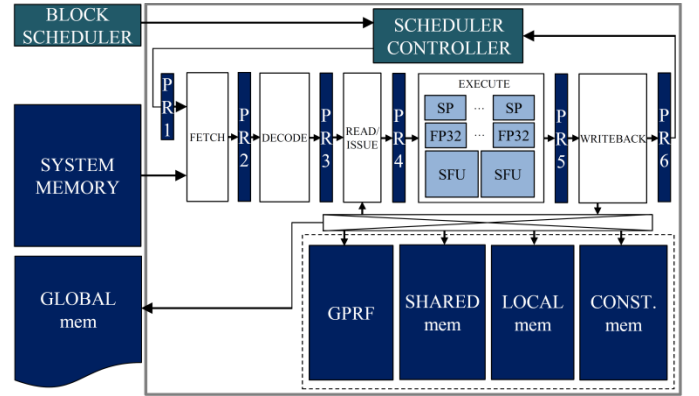 BLOCK
SCHEDULER
SCHEDULER
CONTROLLER
SYSTEM
MEMORY
GLOBAL
mem
P
R
1
FETCH
P
R
2
DECODE
P
R
3
READ/
ISSUE
P
R
4
EXECUTE
SP ... SP
FP32 ... FP32
SFU SFU
P
R
5
WRITEBACK
P
R
6
GPRF
SHARED
mem
LOCAL
mem
CONST.
mem